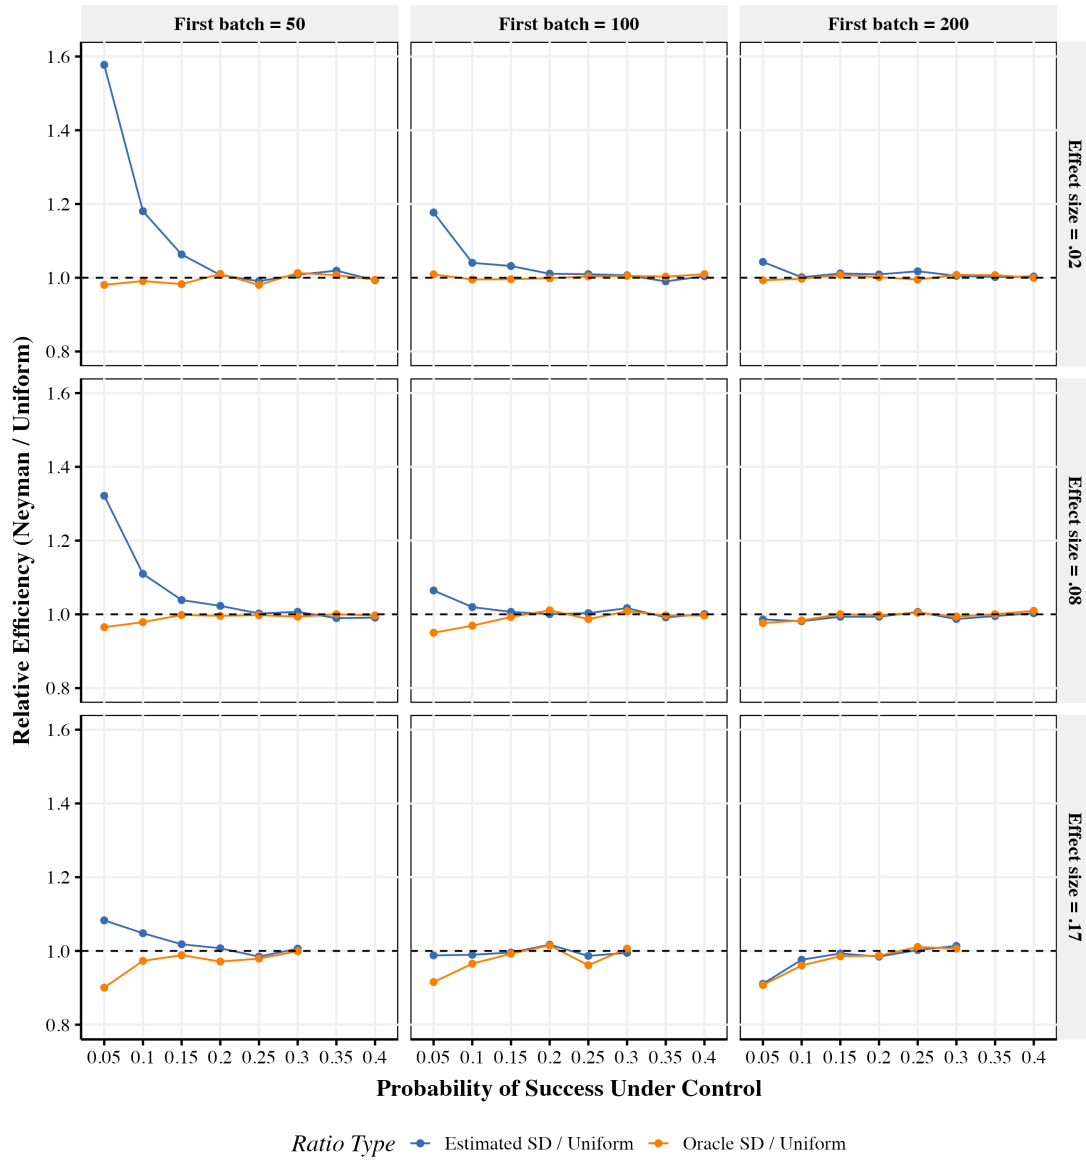 First batch = 50
First batch = 100
First batch = 200
Relative Efficiency (Neyman / Uniform)
1.6
1.4
1.2
1.0
0.8
Effect size = .02
1.6
1.4
1.2
1.0
0.8
Effect size = .08
1.6
1.4
1.2
1.0
0.8
Effect size = .17
0.05 0.1 0.15 0.2 0.25 0.3 0.35 0.4
0.05 0.1 0.15 0.2 0.25 0.3 0.35 0.4
0.05 0.1 0.15 0.2 0.25 0.3 0.35 0.4
Probability of Success Under Control
Ratio Type Estimated SD / Uniform Oracle SD / Uniform